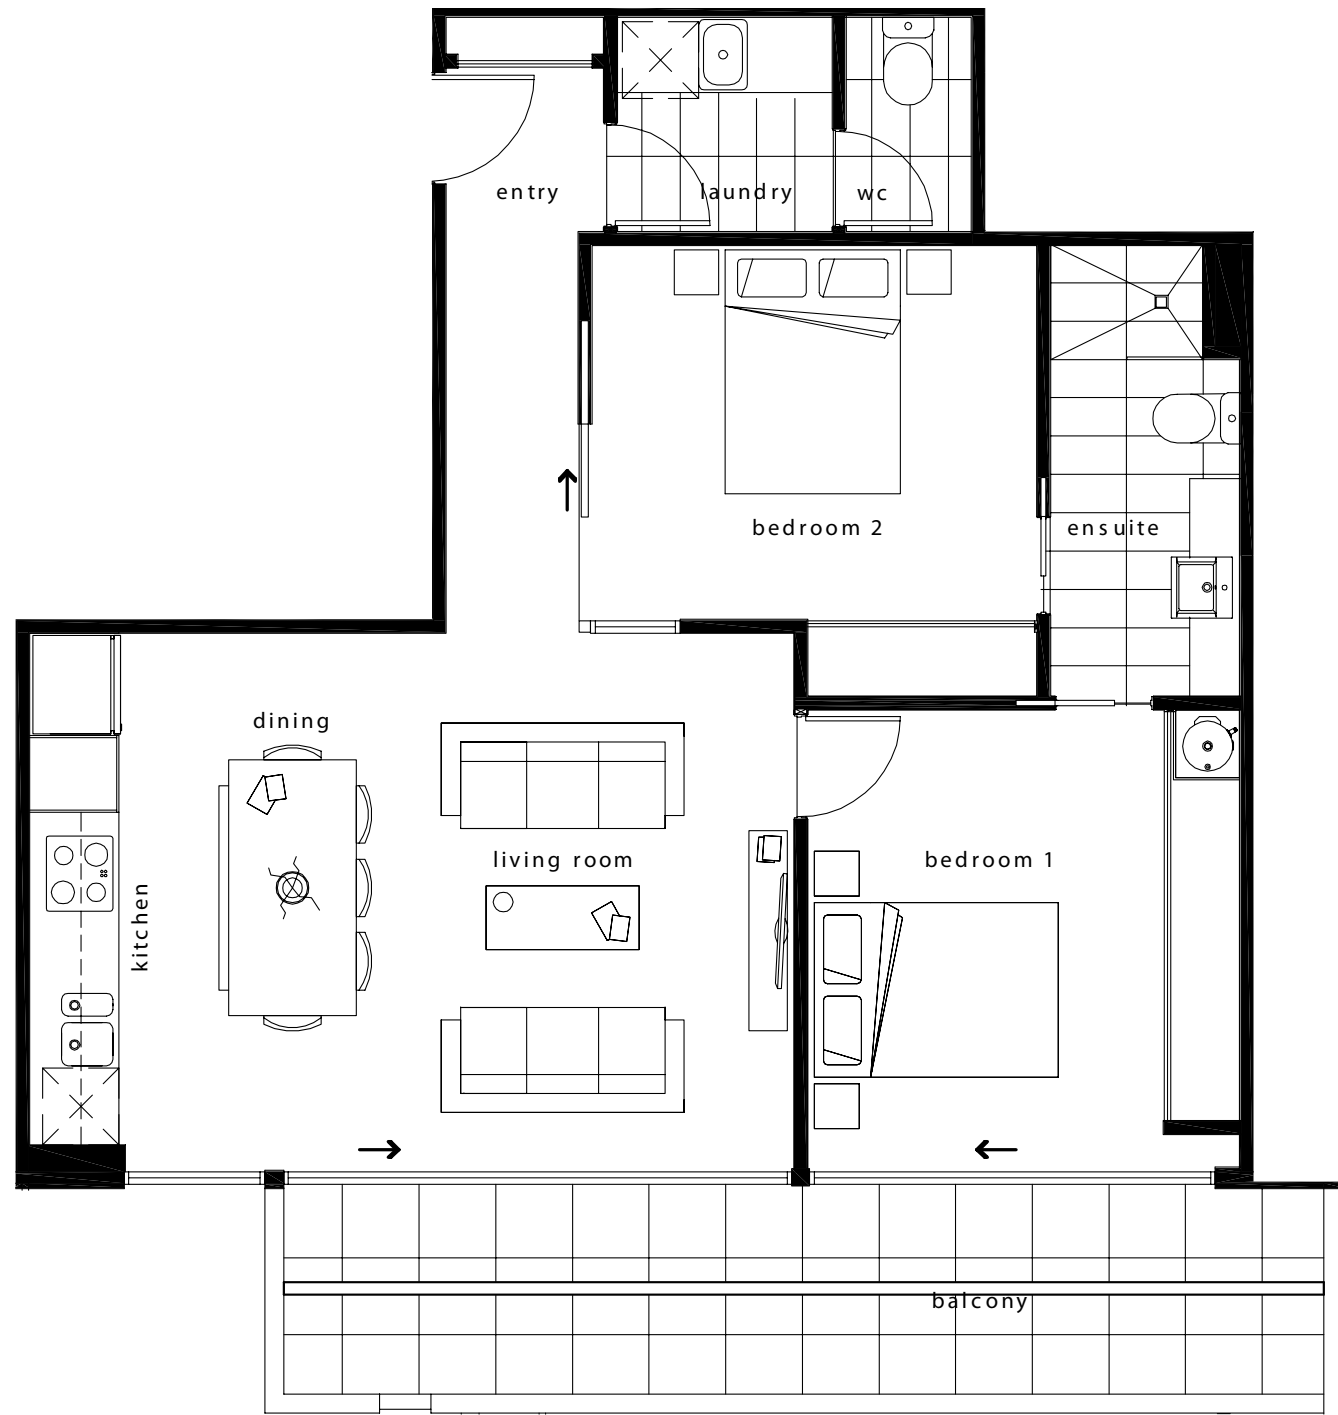 entry
laundry
wc
bedroom 2
ensuite
dining
living room
bedroom 1
kitchen
balcony